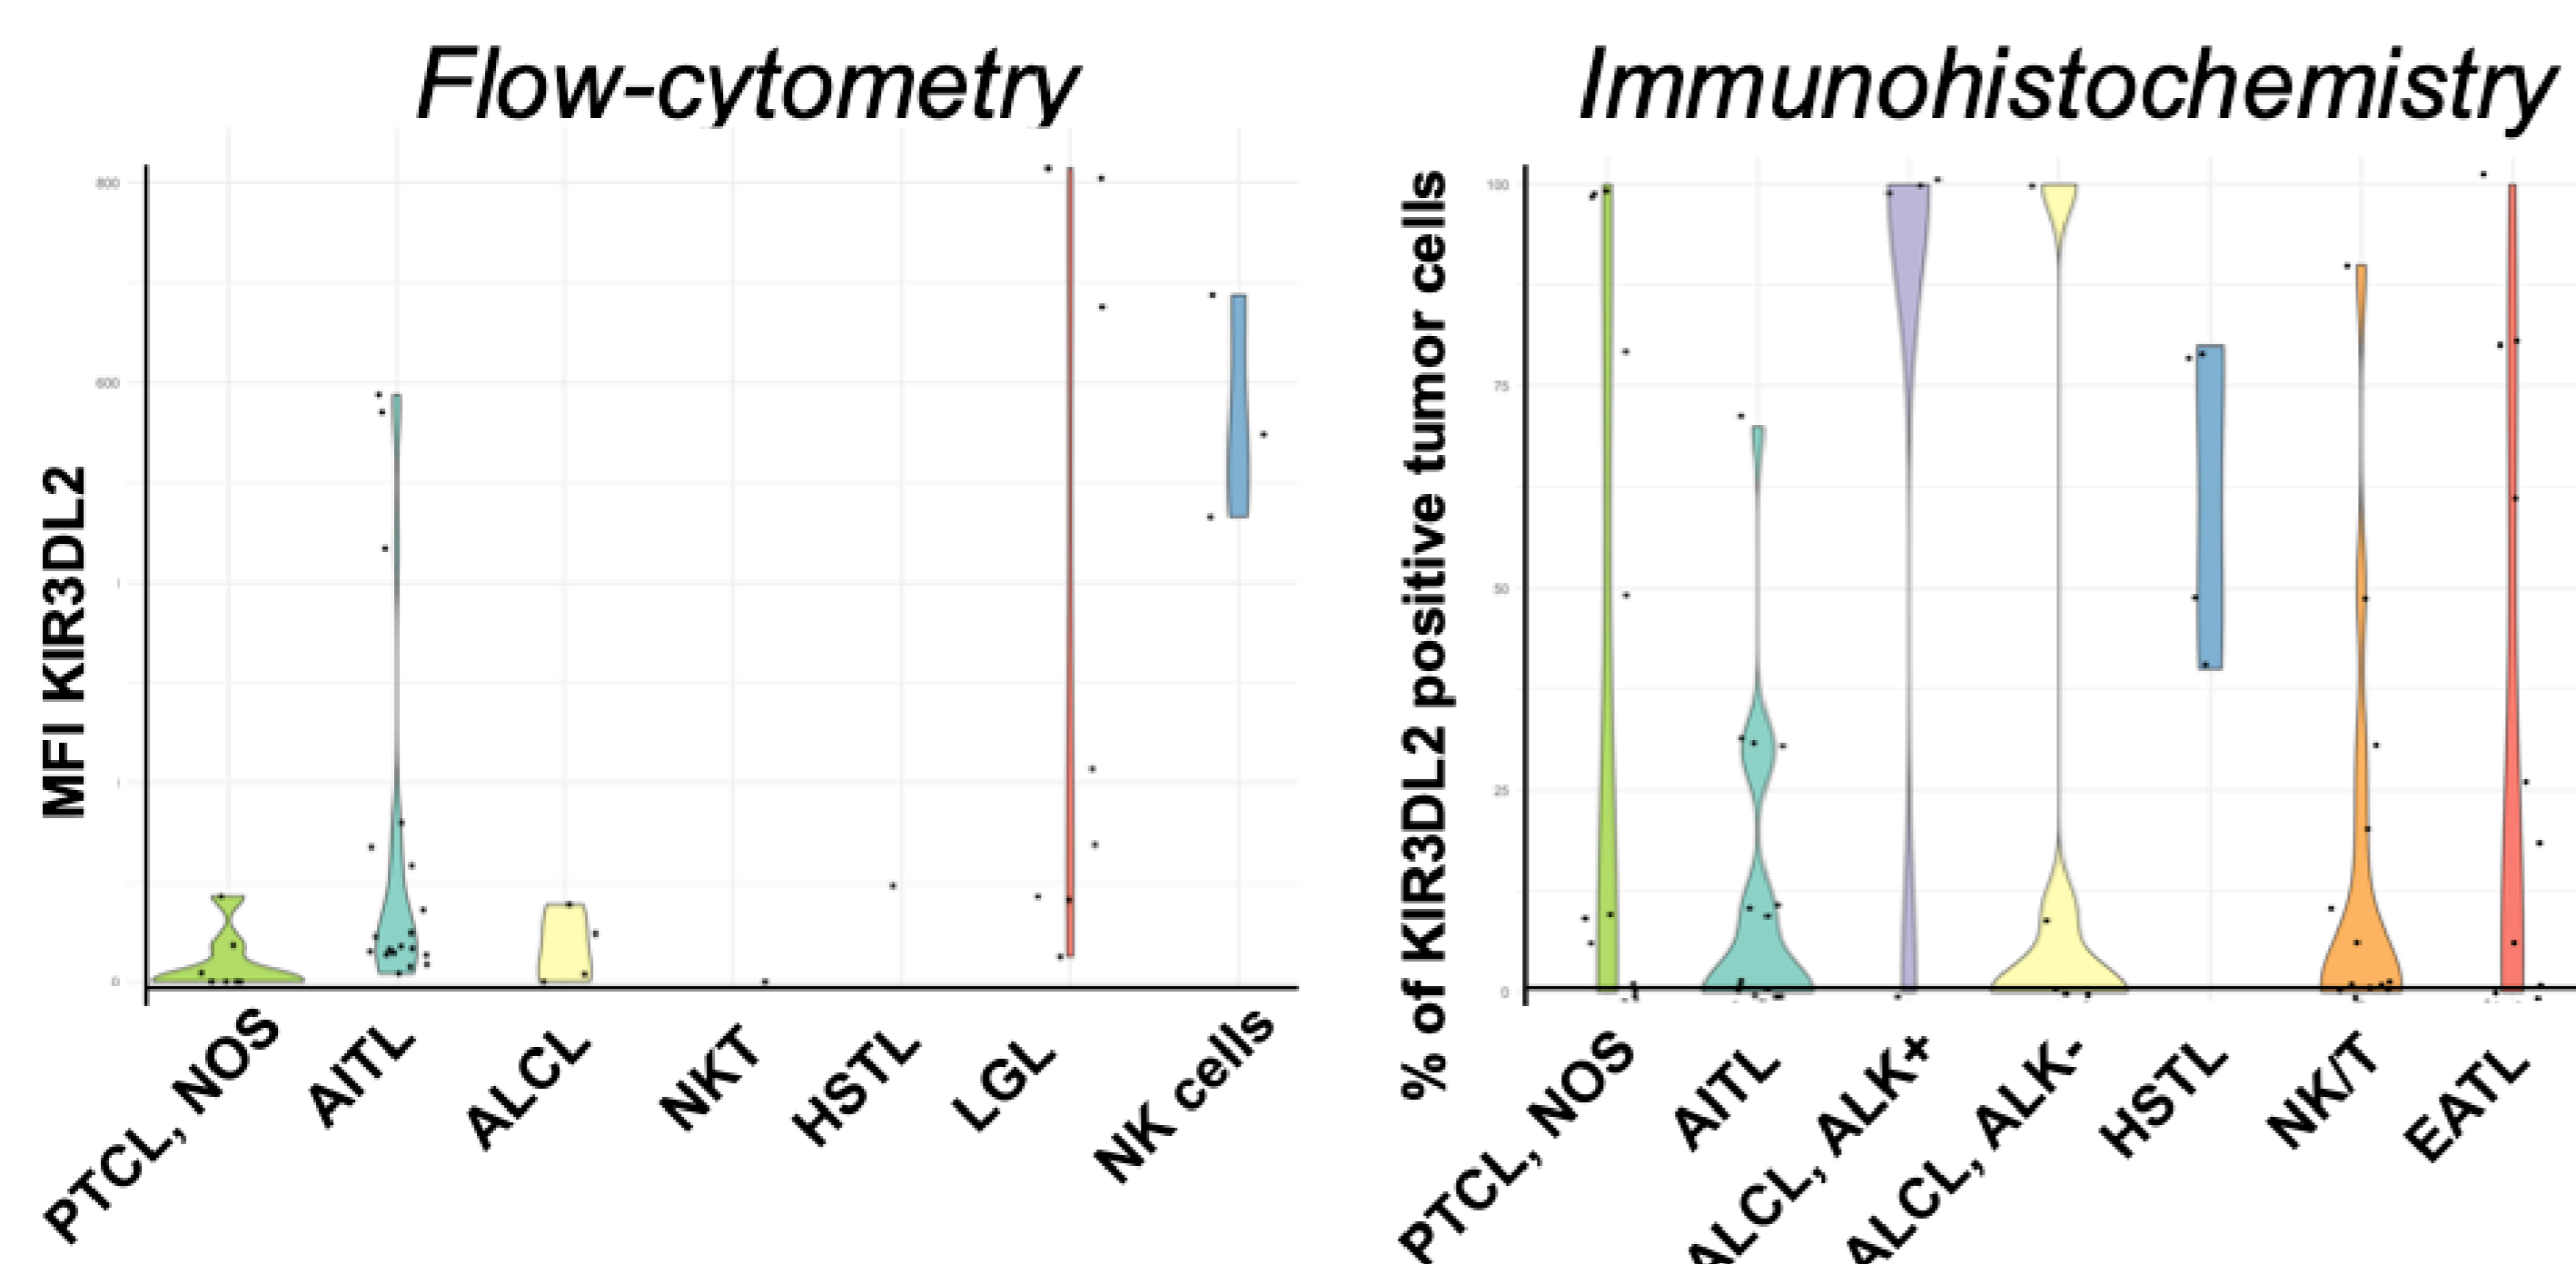 Flow-cytometry
MFI KIR3DL2
800
600
0
PTCL, NOS
AITL
ALCL
NKT
HSTL
LGL
NK cells
Immunohistochemistry
% of KIR3DL2 positive tumor cells
100
75
50
25
0
PTCL, NOS
AITL
ALCL, ALK+
ALCL, ALK-
HSTL
NK/T
EATL